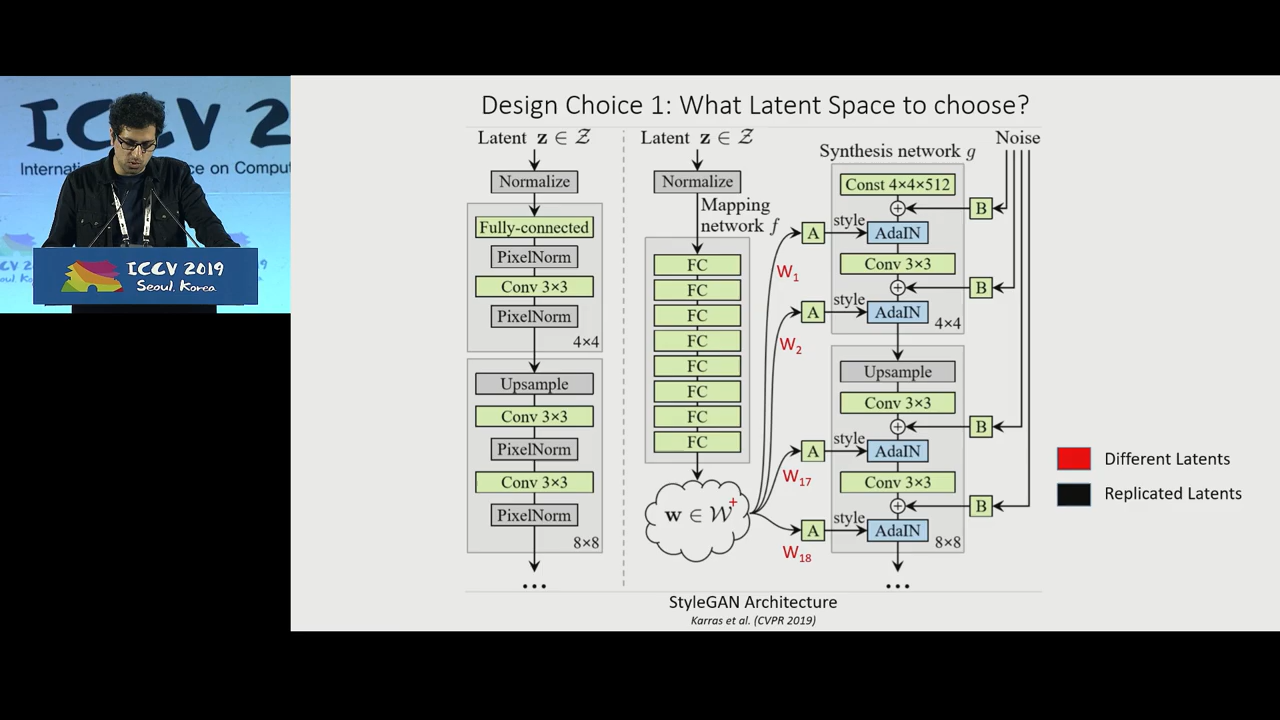 ICCV 2
International
ce on Comput
ICCV 2019
Seoul, Korea
Design Choice 1: What Latent Space to choose?
Latent z ∈ Z
Normalize
Fully-connected
PixelNorm
Conv 3×3
PixelNorm
4×4
Upsample
Conv 3×3
PixelNorm
Conv 3×3
PixelNorm
8×8
...
Latent z ∈ Z
Normalize
Mapping
network f
FC
FC
FC
FC
FC
FC
FC
FC
w ∈ W+
W1
W2
W17
W18
A
style
A
style
A
style
A
style
Synthesis network g
Noise
Const 4×4×512
B
AdaIN
Conv 3×3
B
AdaIN
4×4
Upsample
Conv 3×3
B
AdaIN
Conv 3×3
B
AdaIN
8×8
...
Different Latents
Replicated Latents
StyleGAN Architecture
Karras et al. (CVPR 2019)